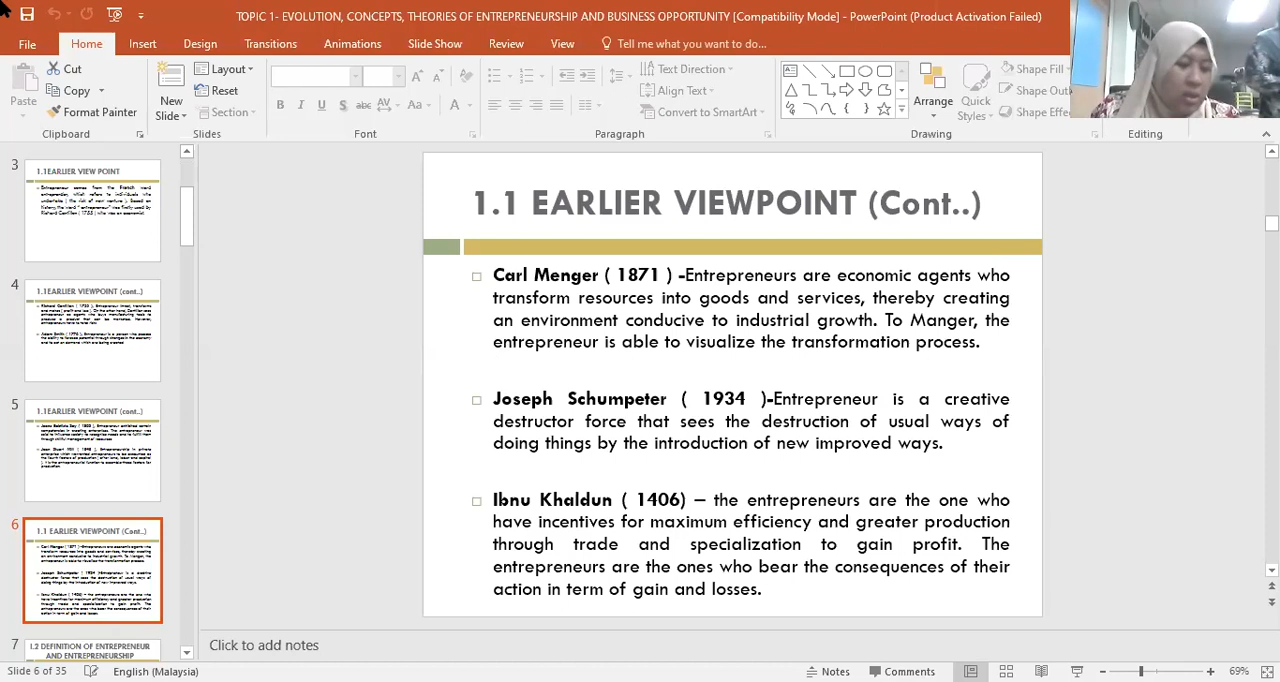 TOPIC 1- EVOLUTION, CONCEPTS, THEORIES OF ENTREPRENEURSHIP AND BUSINESS OPPORTUNITY [Compatibility Mode] - PowerPoint (Product Activation Failed)
File Home Insert Design Transitions Animations Slide Show Review View Tell me what you want to do...
Paste
Cut
Copy
Format Painter
Clipboard
New
Slide
Layout
Reset
Section
Slides
B I U S abc AV Aa A
Font
Text Direction
Align Text
Convert to SmartArt
Paragraph
Arrange
Quick
Styles
Shape Fill
Shape Out
Shape Effe
Drawing
Editing
3
1.1EARLIER VIEW POINT
4
1.1EARLIER VIEWPOINT (cont..)
5
1.1EARLIER VIEWPOINT (cont..)
6
1.1 EARLIER VIEWPOINT (Cont..)
7
1.2 DEFINITION OF ENTREPRENEUR
AND ENTREPRENEURSHIP
1.1 EARLIER VIEWPOINT (Cont..)
Carl Menger ( 1871 ) -Entrepreneurs are economic agents who
transform resources into goods and services, thereby creating
an environment conducive to industrial growth. To Manger, the
entrepreneur is able to visualize the transformation process.
Joseph Schumpeter ( 1934 )-Entrepreneur is a creative
destructor force that sees the destruction of usual ways of
doing things by the introduction of new improved ways.
Ibnu Khaldun ( 1406) – the entrepreneurs are the one who
have incentives for maximum efficiency and greater production
through trade and specialization to gain profit. The
entrepreneurs are the ones who bear the consequences of their
action in term of gain and losses.
Click to add notes
Slide 6 of 35 English (Malaysia) Notes Comments 69%